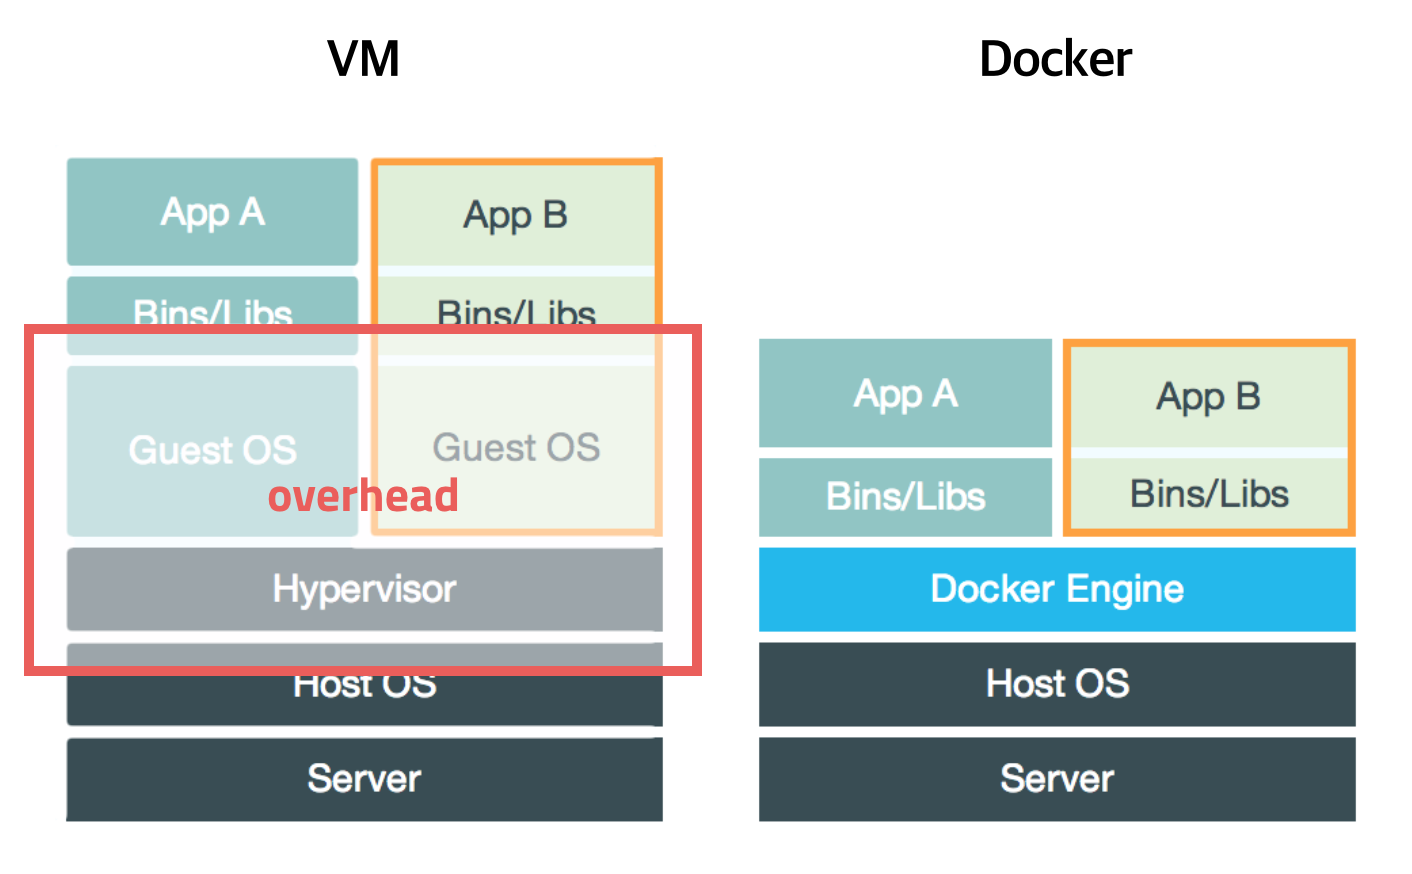 VM
App A
App B
Bins/Libs
Bins/Libs
Guest OS
Guest OS
overhead
Hypervisor
Host OS
Server
Docker
App A
App B
Bins/Libs
Bins/Libs
Docker Engine
Host OS
Server